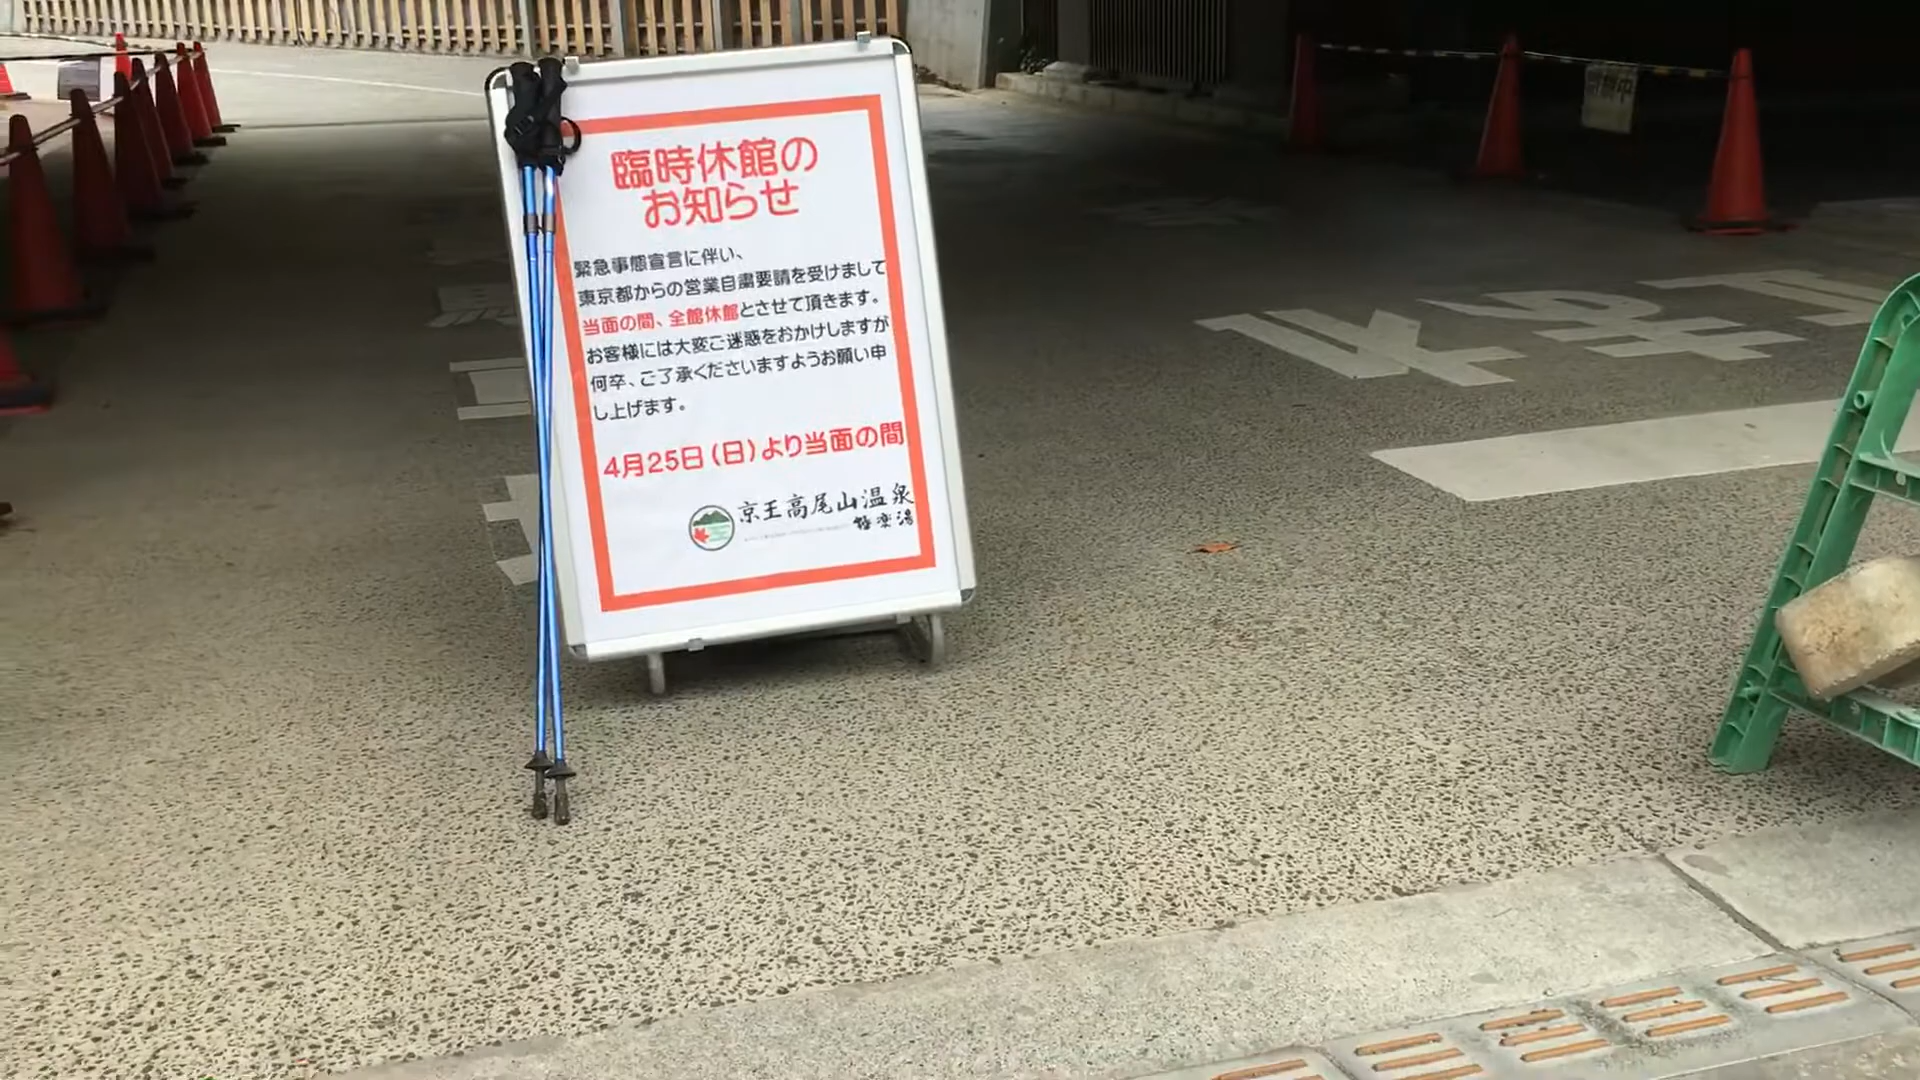 臨時休館の
お知らせ
緊急事態宣言に伴い、
東京都からの営業自粛要請を受けまして
当面の間、全館休館とさせて頂きます。
お客様には大変ご迷惑をおかけしますが
何卒、ご了承くださいますようお願い申
し上げます。
4月25日(日)より当面の間
京王高尾山温泉
極楽湯